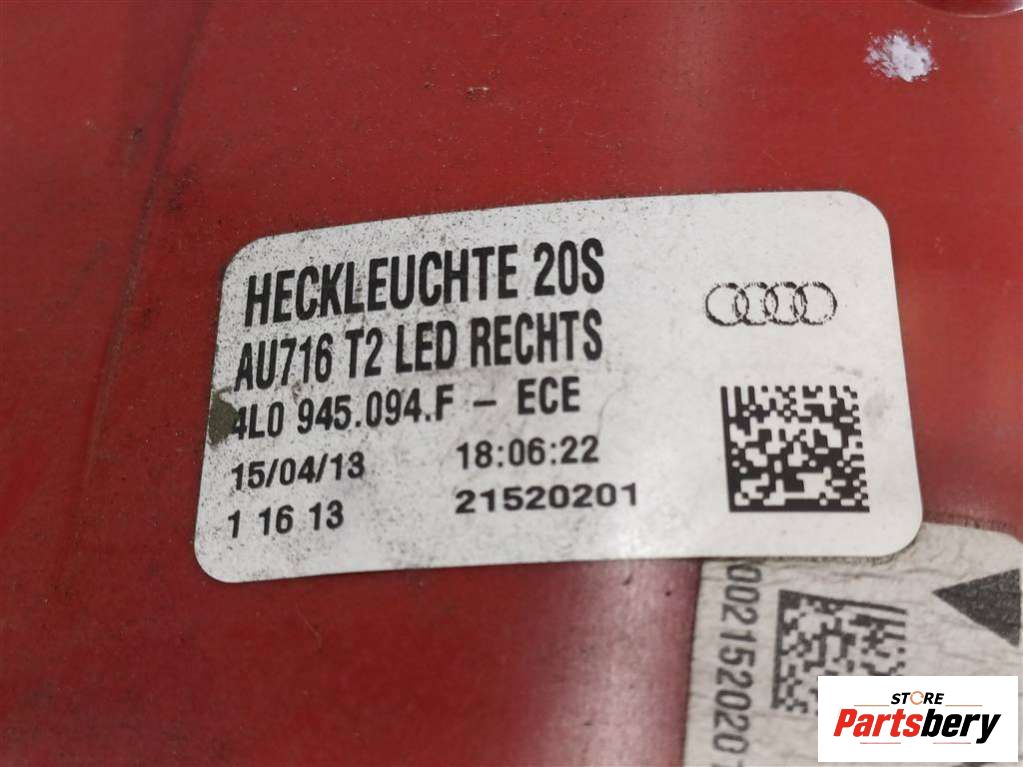 HECKLEUCHTE 20S
AU716 T2 LED RECHTS
4L0 945.094.F - ECE
15/04/13 18:06:22
1 16 13 21520201
0021520201
STORE
Partsbery